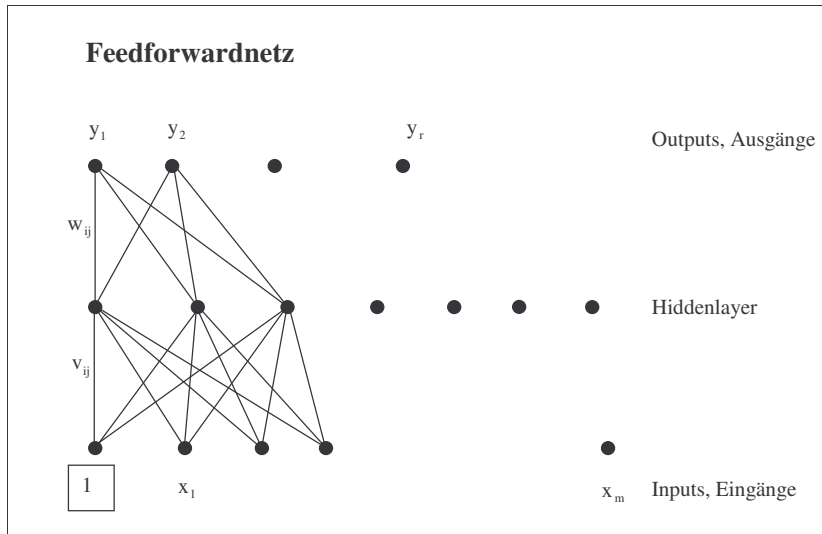 Feedforwardnetz
y₁ y₂ yᵣ Outputs, Ausgänge
wᵢⱼ
Hiddenlayer
vᵢⱼ
1 x₁ xₘ Inputs, Eingänge